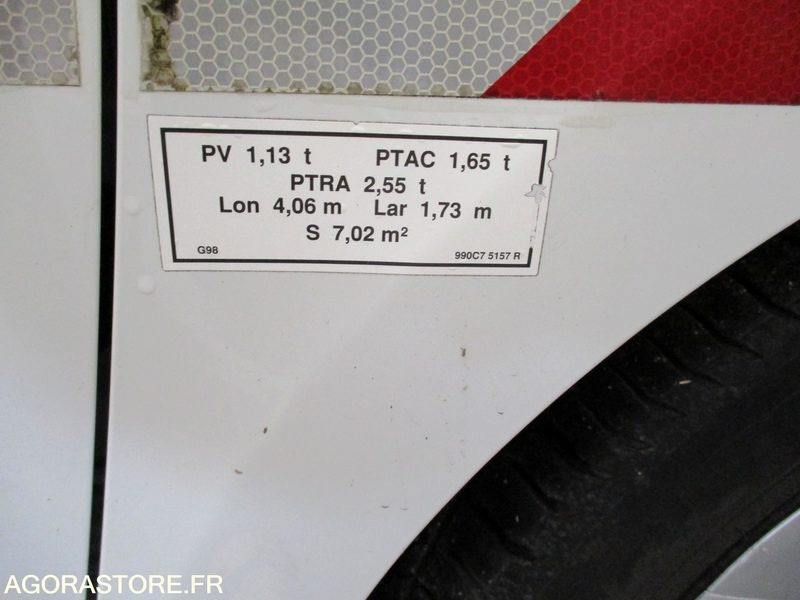 PV 1,13 t PTAC 1,65 t
PTRA 2,55 t
Lon 4,06 m Lar 1,73 m
S 7,02 m²
G98 990C7 5157 R
AGORASTORE.FR